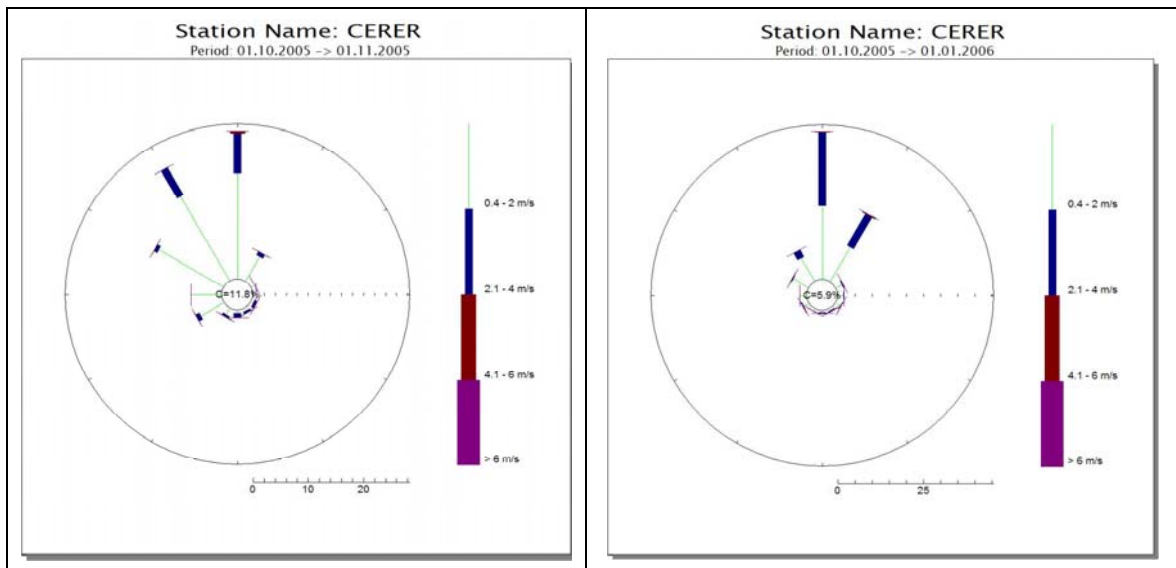 Station Name: CERER
Period: 01.10.2005 -> 01.11.2005
0.4 - 2 m/s
2.1 - 4 m/s
4.1 - 6 m/s
> 6 m/s
C=11.8%
0 10 20
Station Name: CERER
Period: 01.10.2005 -> 01.01.2006
0.4 - 2 m/s
2.1 - 4 m/s
4.1 - 6 m/s
> 6 m/s
C=5.9%
0 25